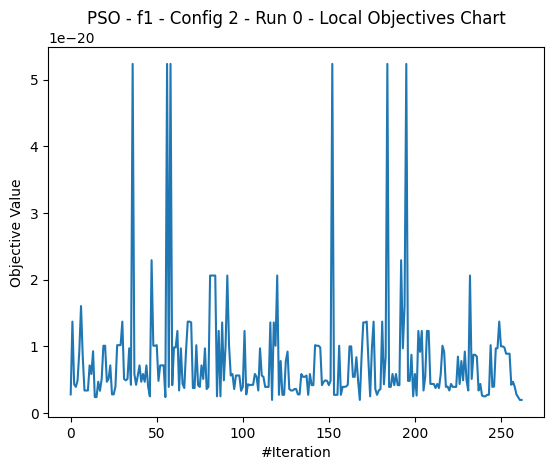 PSO - f1 - Config 2 - Run 0 - Local Objectives Chart
1e−20
5
4
3
2
1
0
Objective Value
0 50 100 150 200 250
#Iteration